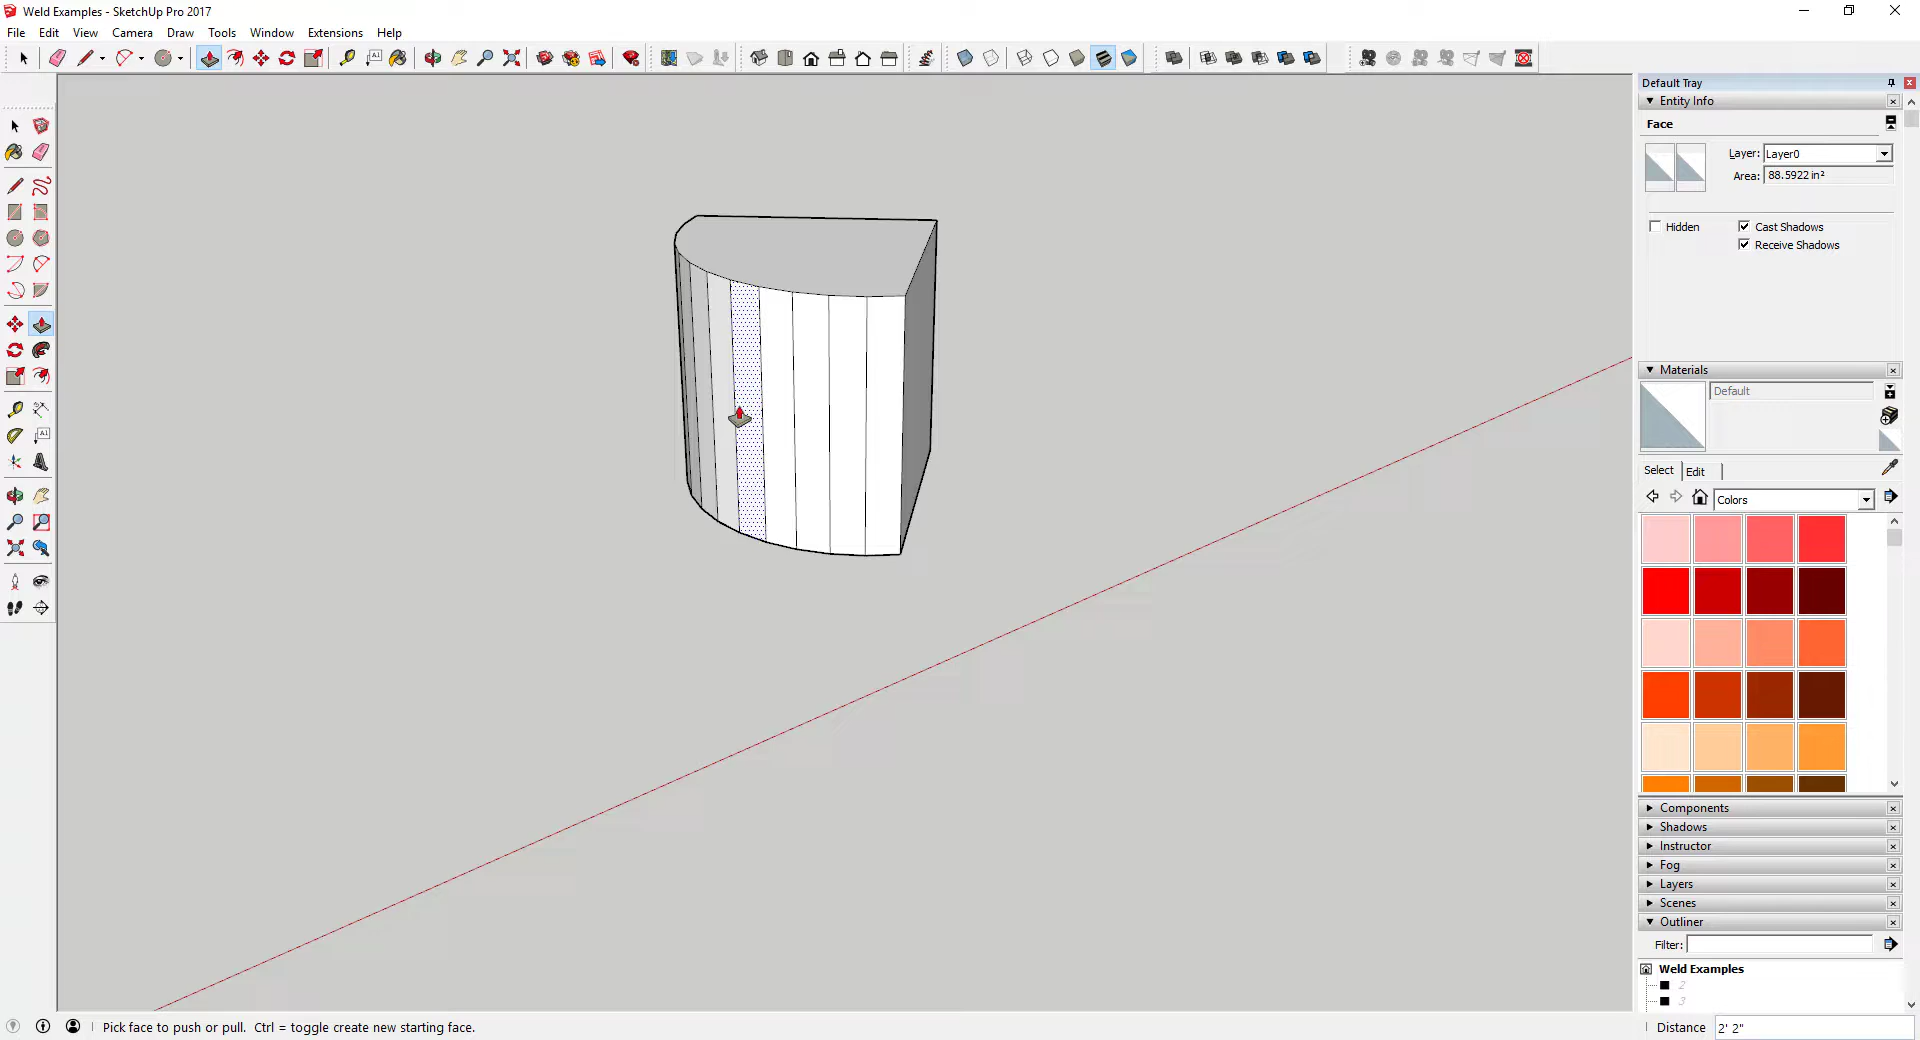 Weld Examples - SketchUp Pro 2017
File Edit View Camera Draw Tools Window Extensions Help
Default Tray
Entity Info
Face
Layer: Layer0
Area: 88.5922 in²
Hidden Cast Shadows
Receive Shadows
Materials
Default
Select Edit
Colors
Components
Shadows
Instructor
Fog
Layers
Scenes
Outliner
Filter:
Weld Examples
2
3
Pick face to push or pull. Ctrl = toggle create new starting face.
Distance 2' 2"